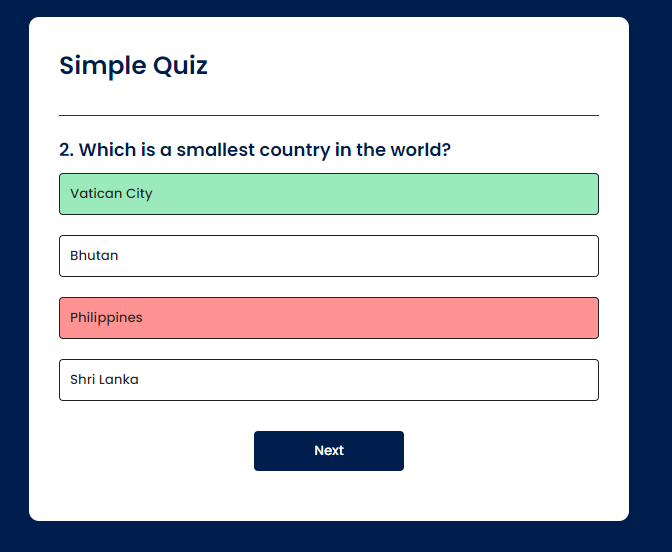 Simple Quiz
2. Which is a smallest country in the world?
Vatican City
Bhutan
Philippines
Shri Lanka
Next